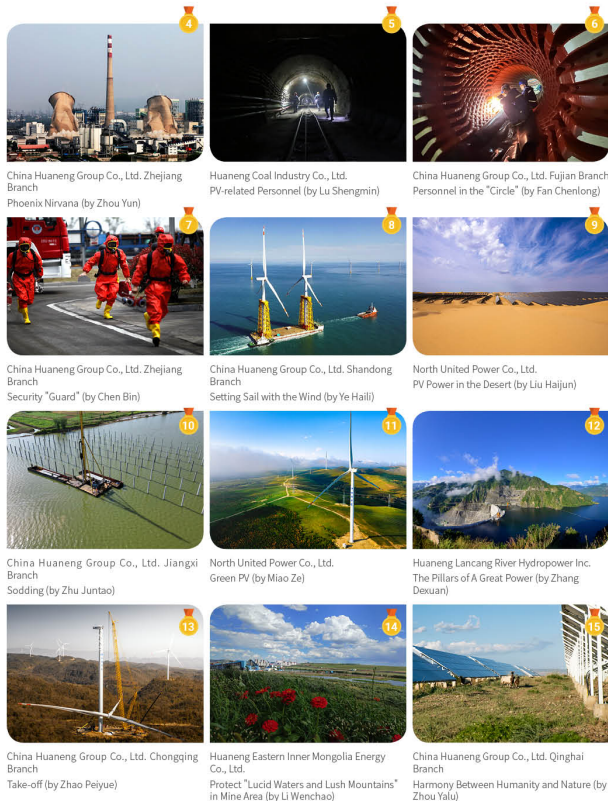 4
5
6
China Huaneng Group Co., Ltd. Zhejiang
Branch
Phoenix Nirvana (by Zhou Yun)
Huaneng Coal Industry Co., Ltd.
PV-related Personnel (by Lu Shengmin)
China Huaneng Group Co., Ltd. Fujian Branch
Personnel in the "Circle" (by Fan Chenlong)
7
8
9
China Huaneng Group Co., Ltd. Zhejiang
Branch
Security "Guard" (by Chen Bin)
China Huaneng Group Co., Ltd. Shandong
Branch
Setting Sail with the Wind (by Ye Haili)
North United Power Co., Ltd.
PV Power in the Desert (by Liu Haijun)
10
11
12
China Huaneng Group Co., Ltd. Jiangxi
Branch
Sodding (by Zhu Juntao)
North United Power Co., Ltd.
Green PV (by Miao Ze)
Huaneng Lancang River Hydropower Inc.
The Pillars of A Great Power (by Zhang
Dexuan)
13
14
15
China Huaneng Group Co., Ltd. Chongqing
Branch
Take-off (by Zhao Peiyue)
Huaneng Eastern Inner Mongolia Energy
Co., Ltd.
Protect "Lucid Waters and Lush Mountains"
in Mine Area (by Li Wenchao)
China Huaneng Group Co., Ltd. Qinghai
Branch
Harmony Between Humanity and Nature (by
Zhou Yalu)